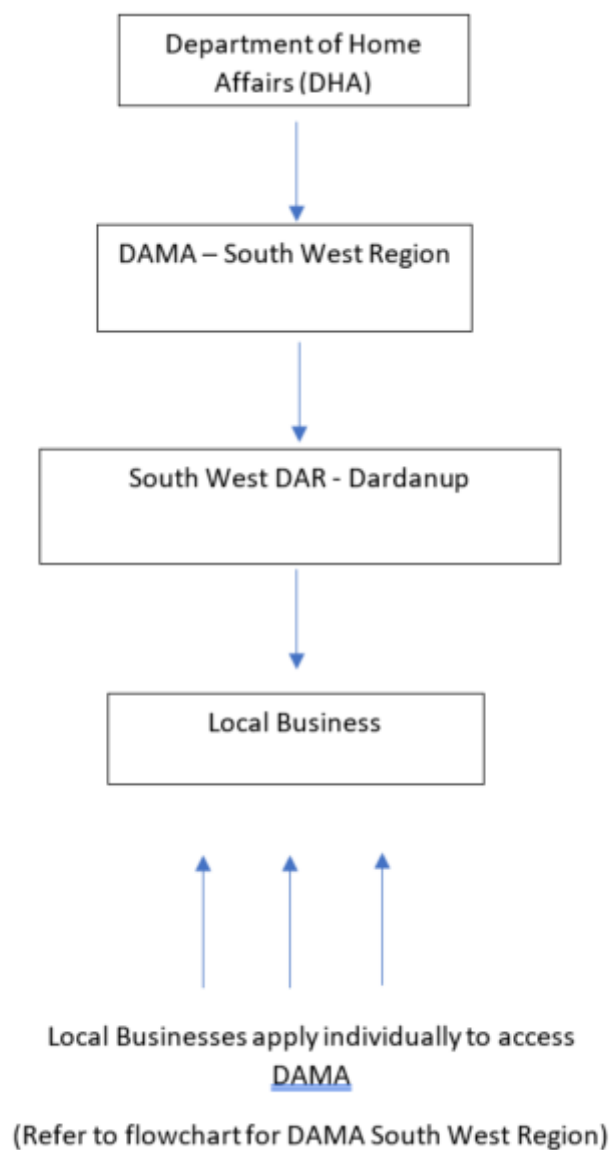 Department of Home
Affairs (DHA)
DAMA – South West Region
South West DAR - Dardanup
Local Business
Local Businesses apply individually to access
DAMA
(Refer to flowchart for DAMA South West Region)